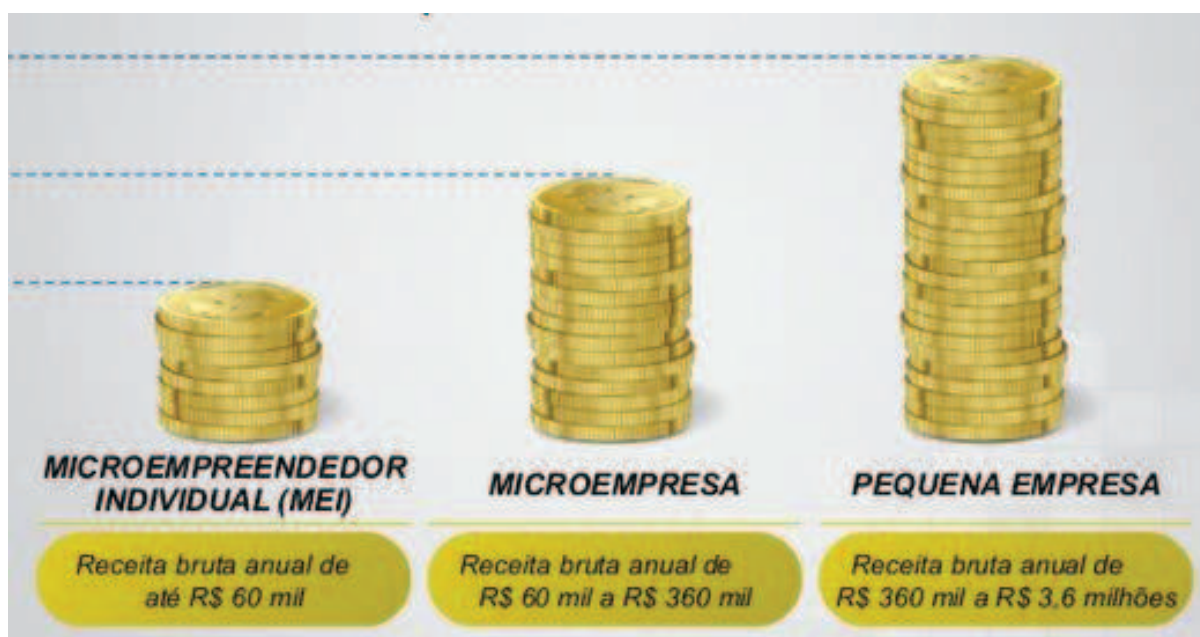 MICROEMPREENDEDOR
INDIVIDUAL (MEI)
Receita bruta anual de
até R$ 60 mil
MICROEMPRESA
Receita bruta anual de
R$ 60 mil a R$ 360 mil
PEQUENA EMPRESA
Receita bruta anual de
R$ 360 mil a R$ 3,6 milhões